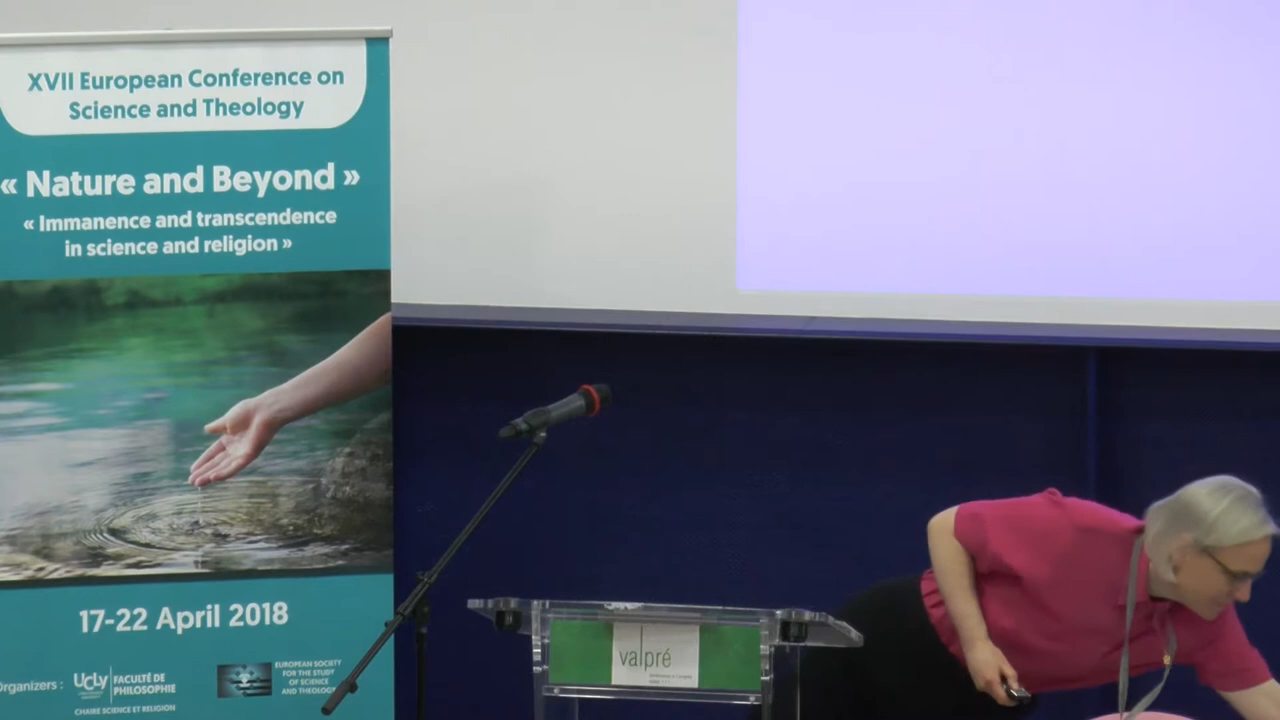 XVII European Conference on
Science and Theology
« Nature and Beyond »
« Immanence and transcendence
in science and religion »
17-22 April 2018
Organizers :
UCLy
FACULTÉ DE
PHILOSOPHIE
CHAIRE SCIENCE ET RELIGION
EUROPEAN SOCIETY
FOR THE STUDY
OF SCIENCE
AND THEOLOGY
valpré